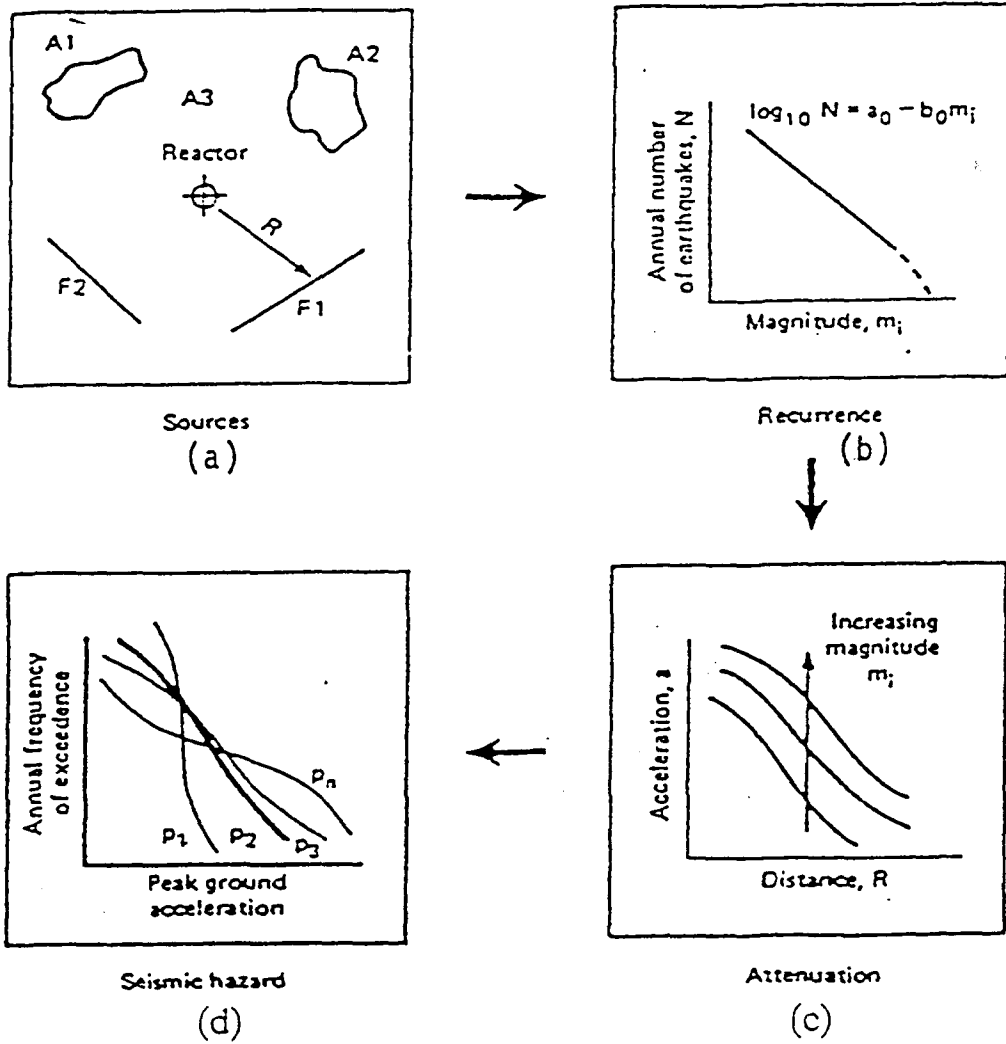 A1
A2
A3
Reactor
R
F2
F1
Sources
(a)
log₁₀ N = a₀ − b₀mᵢ
Annual number
of earthquakes, N
Magnitude, mᵢ
Recurrence
(b)
Increasing
magnitude
mᵢ
Acceleration, a
Distance, R
Attenuation
(c)
Annual frequency
of exceedence
pₙ
p₁
p₂
p₃
Peak ground
acceleration
Seismic hazard
(d)